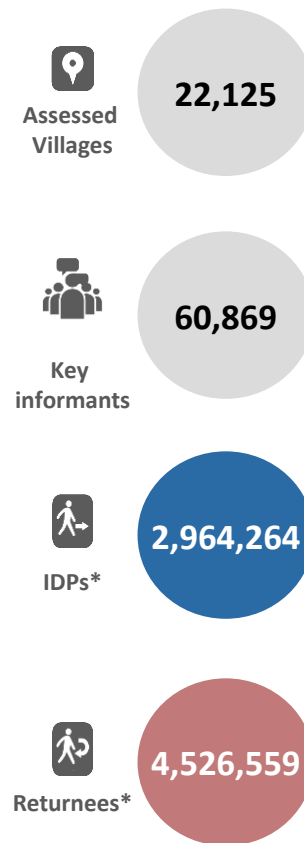 Assessed
Villages
22,125
Key
informants
60,869
IDPs*
2,964,264
Returnees*
4,526,559